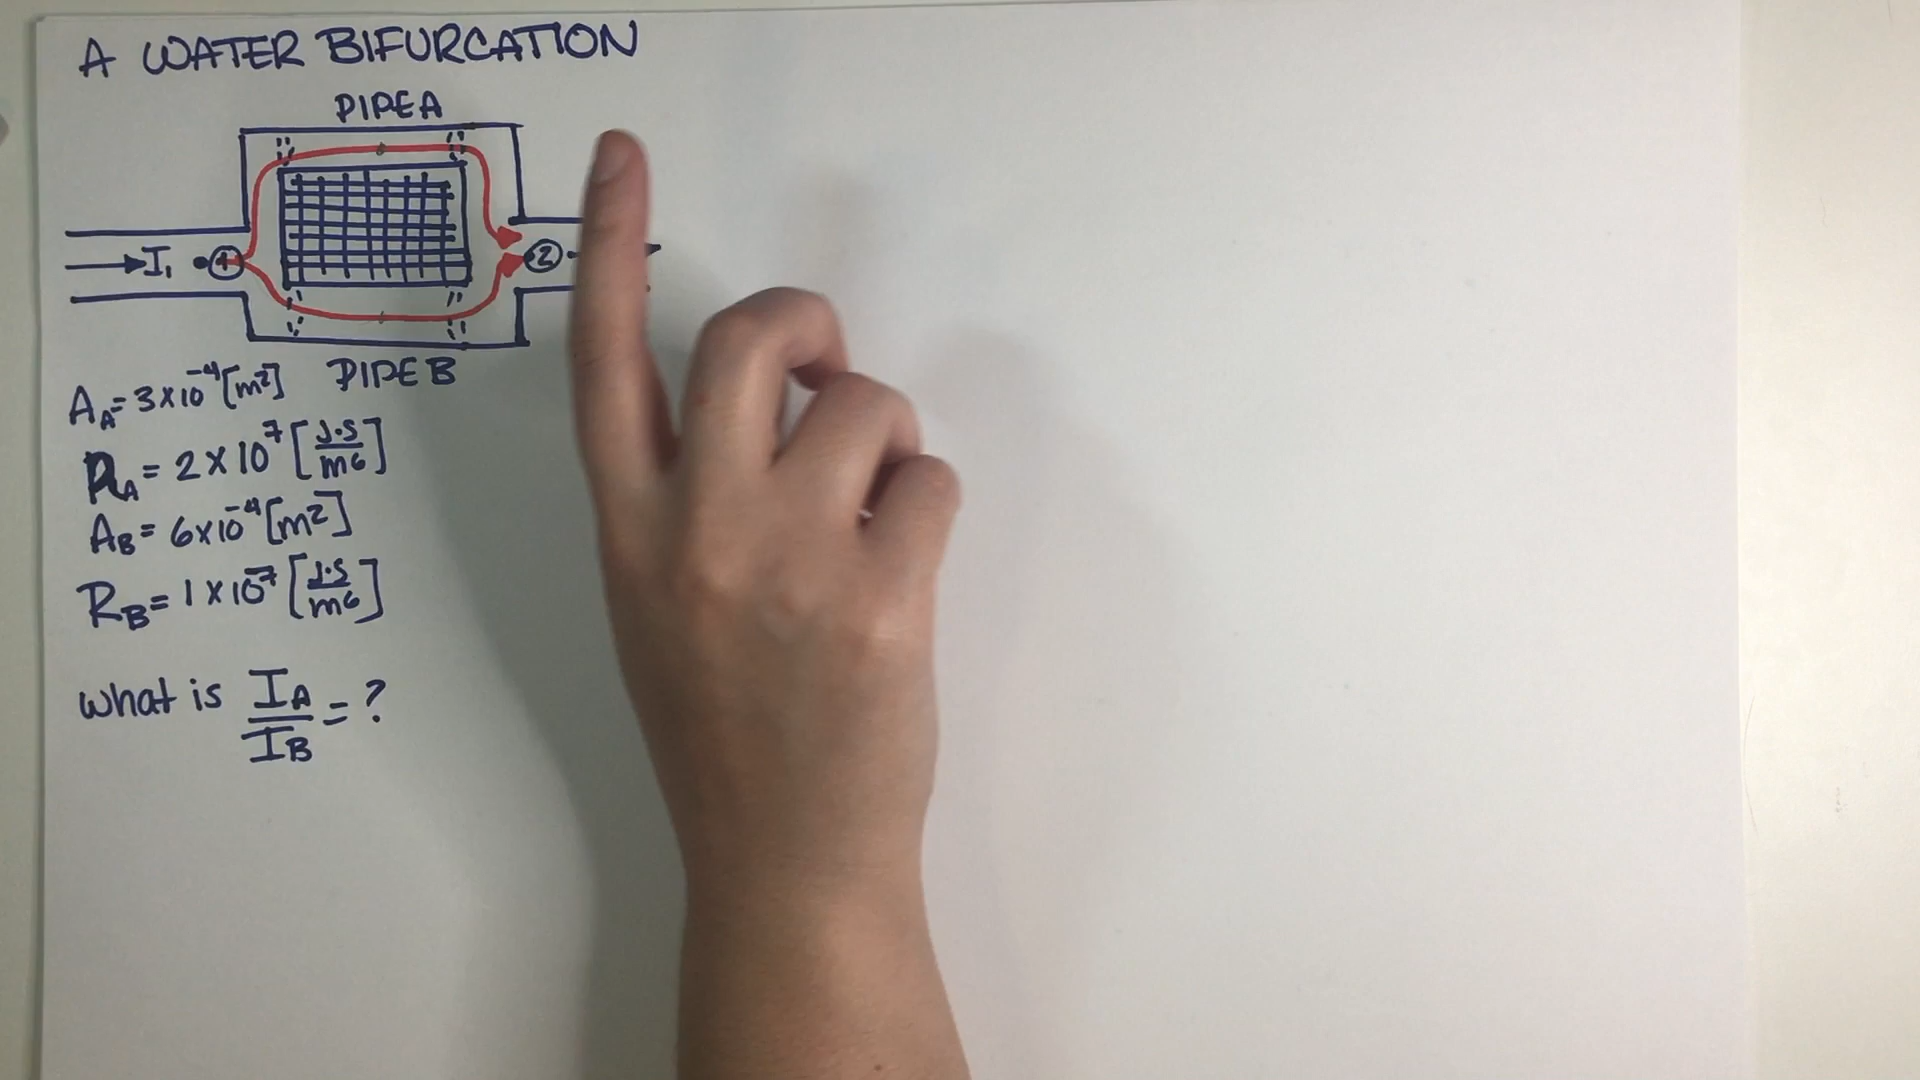 A WATER BIFURCATION
PIPE A
I₁
1
2
PIPE B
A_A = 3×10⁻⁴ [m²]
R_A = 2×10⁷ [J·s/m⁶]
A_B = 6×10⁻⁴ [m²]
R_B = 1×10⁷ [J·s/m⁶]
what is I_A/I_B = ?